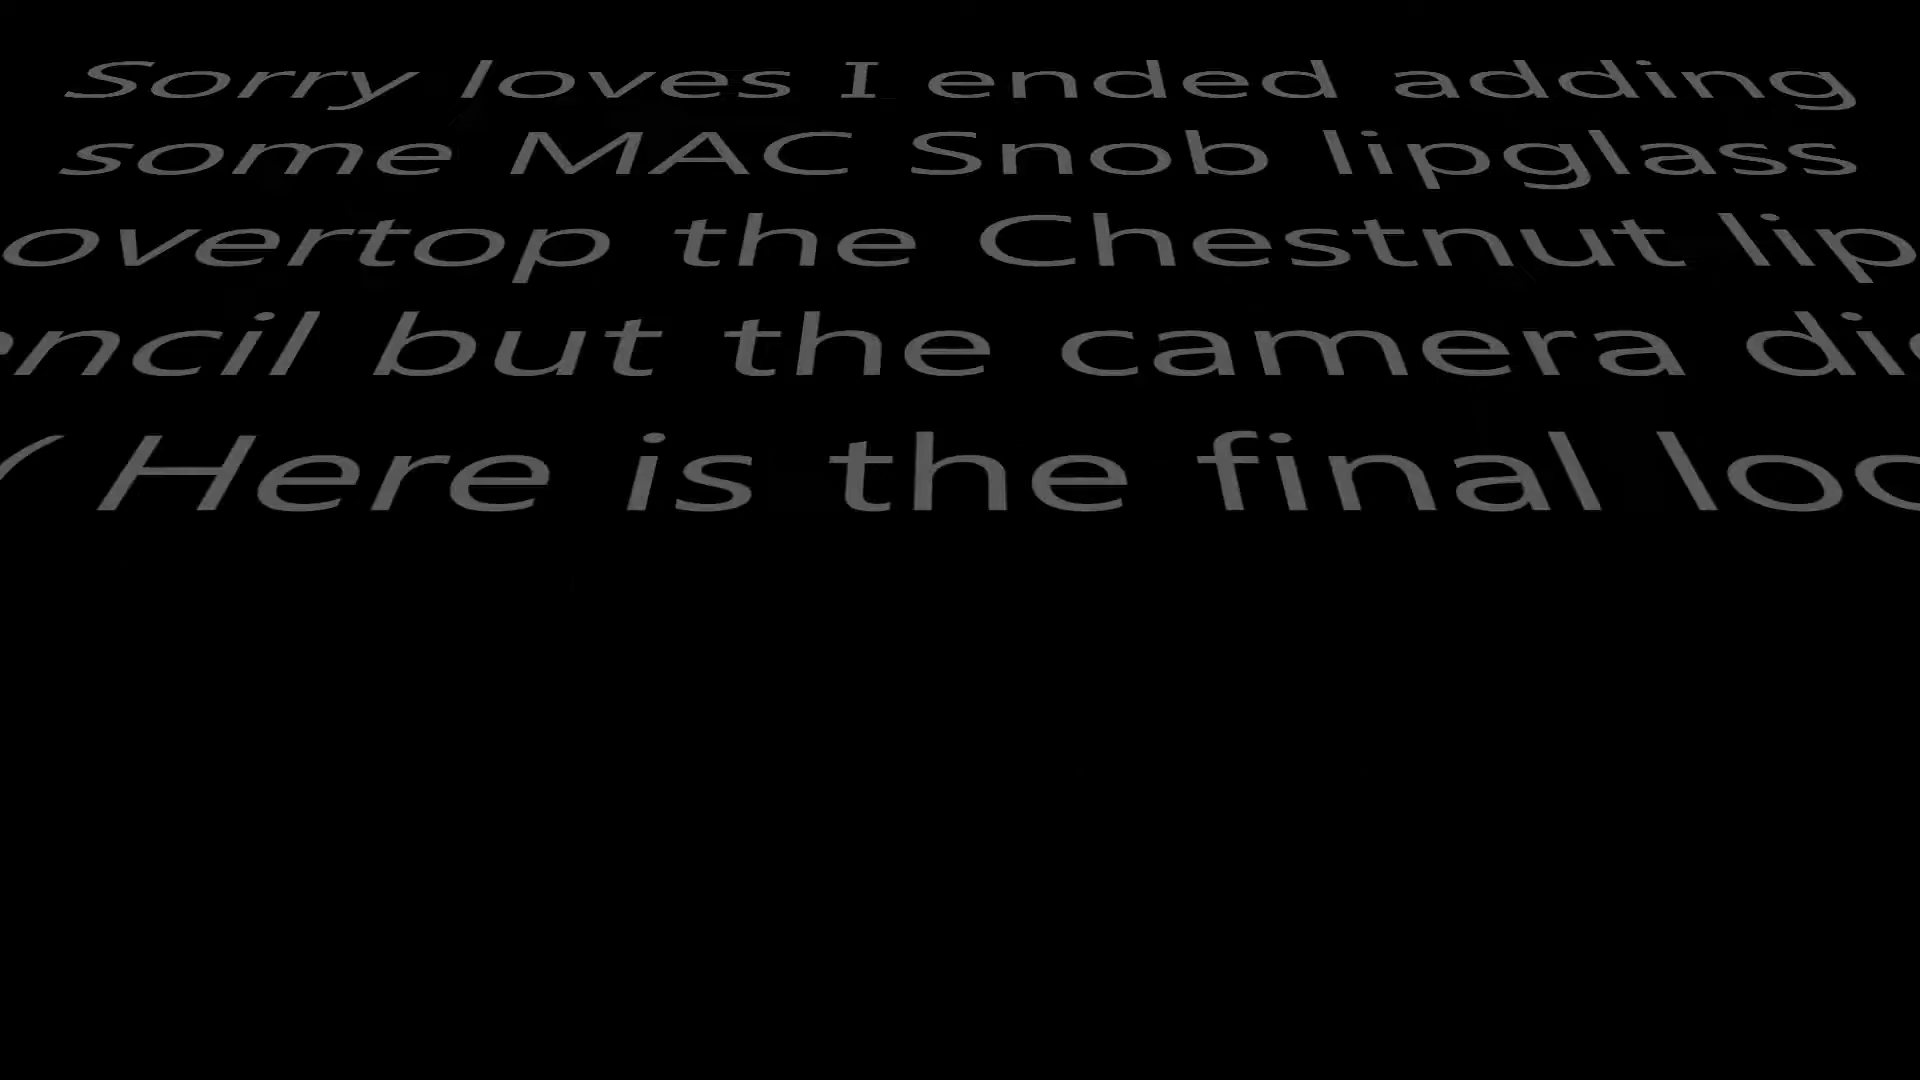 Sorry loves I ended adding
some MAC Snob lipglass
overtop the Chestnut lip
encil but the camera
Here is the final